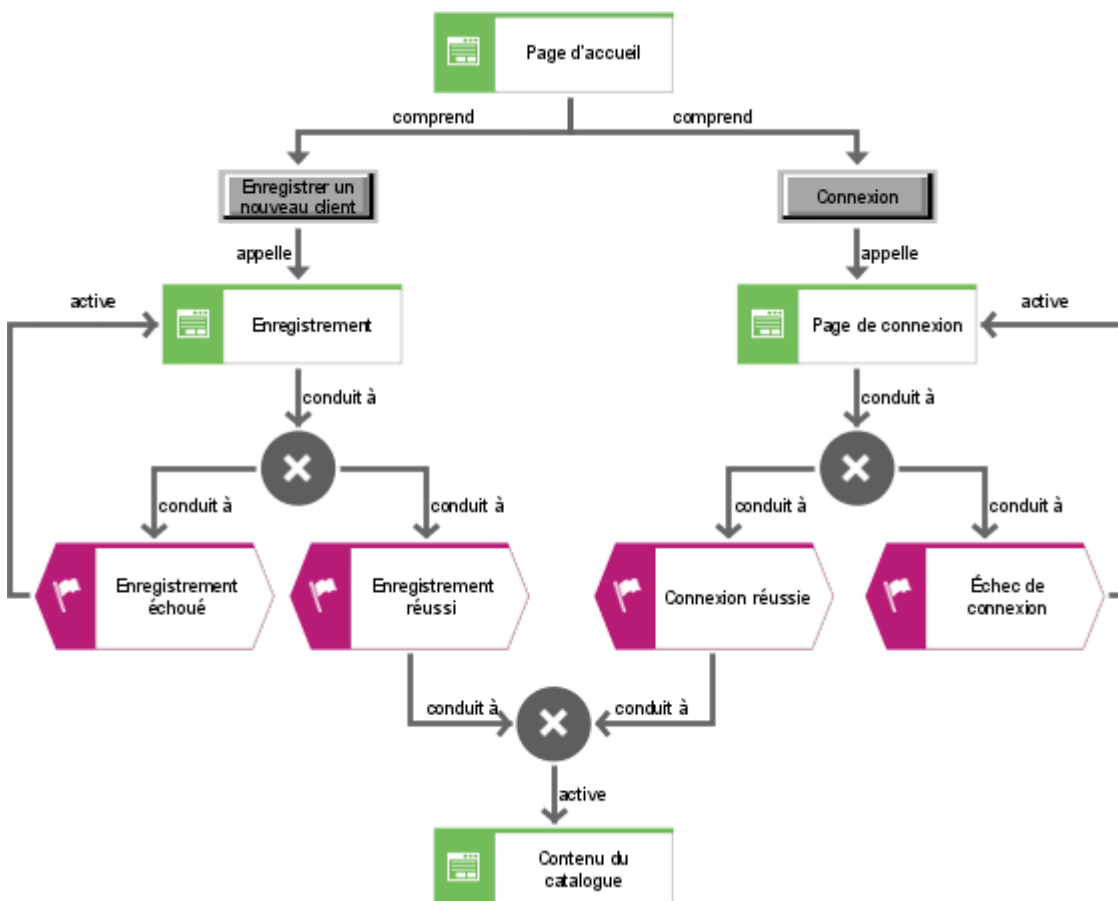 Page d'accueil
comprend
comprend
Enregistrer un
nouveau client
Connexion
appelle
appelle
active
active
Enregistrement
Page de connexion
conduit à
conduit à
conduit à
conduit à
conduit à
conduit à
Enregistrement
échoué
Enregistrement
réussi
Connexion réussie
Échec de
connexion
conduit à
conduit à
active
Contenu du
catalogue